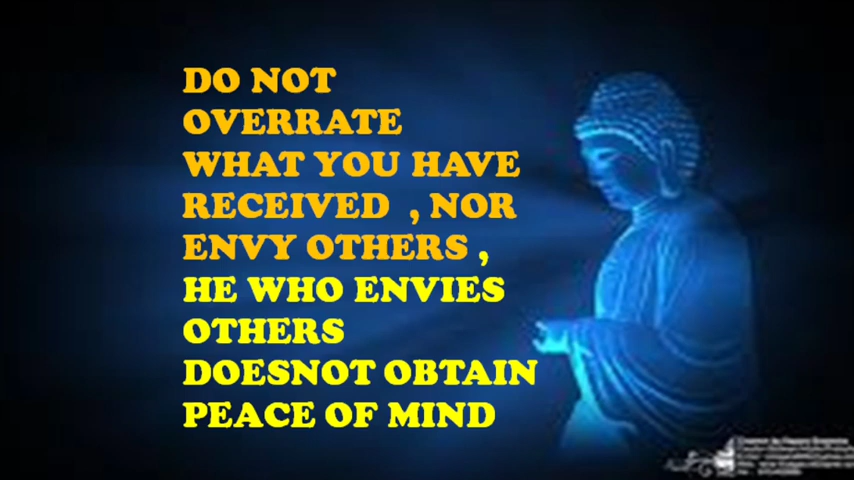 DO NOT
OVERRATE
WHAT YOU HAVE
RECEIVED , NOR
ENVY OTHERS ,
HE WHO ENVIES
OTHERS
DOESNOT OBTAIN
PEACE OF MIND